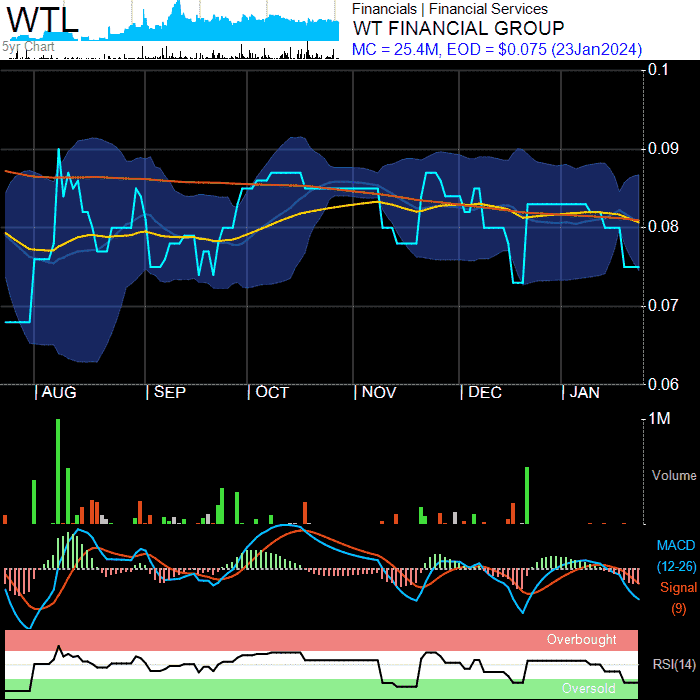 WTL
Financials | Financial Services
WT FINANCIAL GROUP
5yr Chart
MC = 25.4M, EOD = $0.075 (23Jan2024)
0.1
0.09
0.08
0.07
0.06
| AUG | SEP | OCT | NOV | DEC | JAN
1M
Volume
MACD
(12-26)
Signal
(9)
Overbought
RSI(14)
Oversold